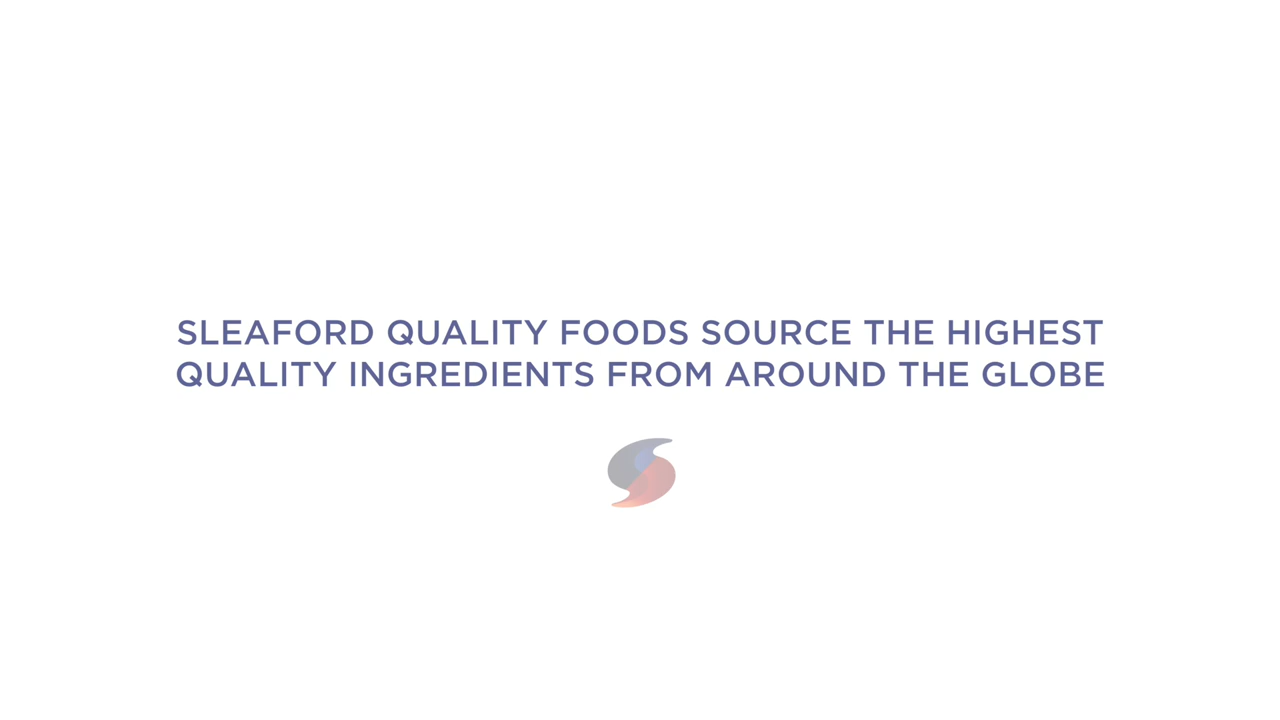 SLEAFORD QUALITY FOODS SOURCE THE HIGHEST
QUALITY INGREDIENTS FROM AROUND THE GLOBE